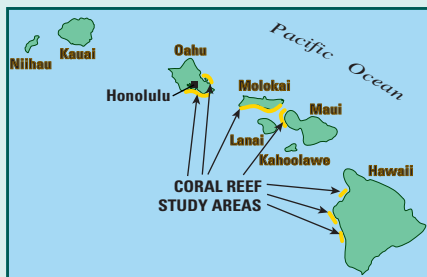 Pacific Ocean
Oahu
Kauai
Niihau
Honolulu
Molokai
Maui
Lanai
Kahoolawe
Hawaii
CORAL REEF
STUDY AREAS